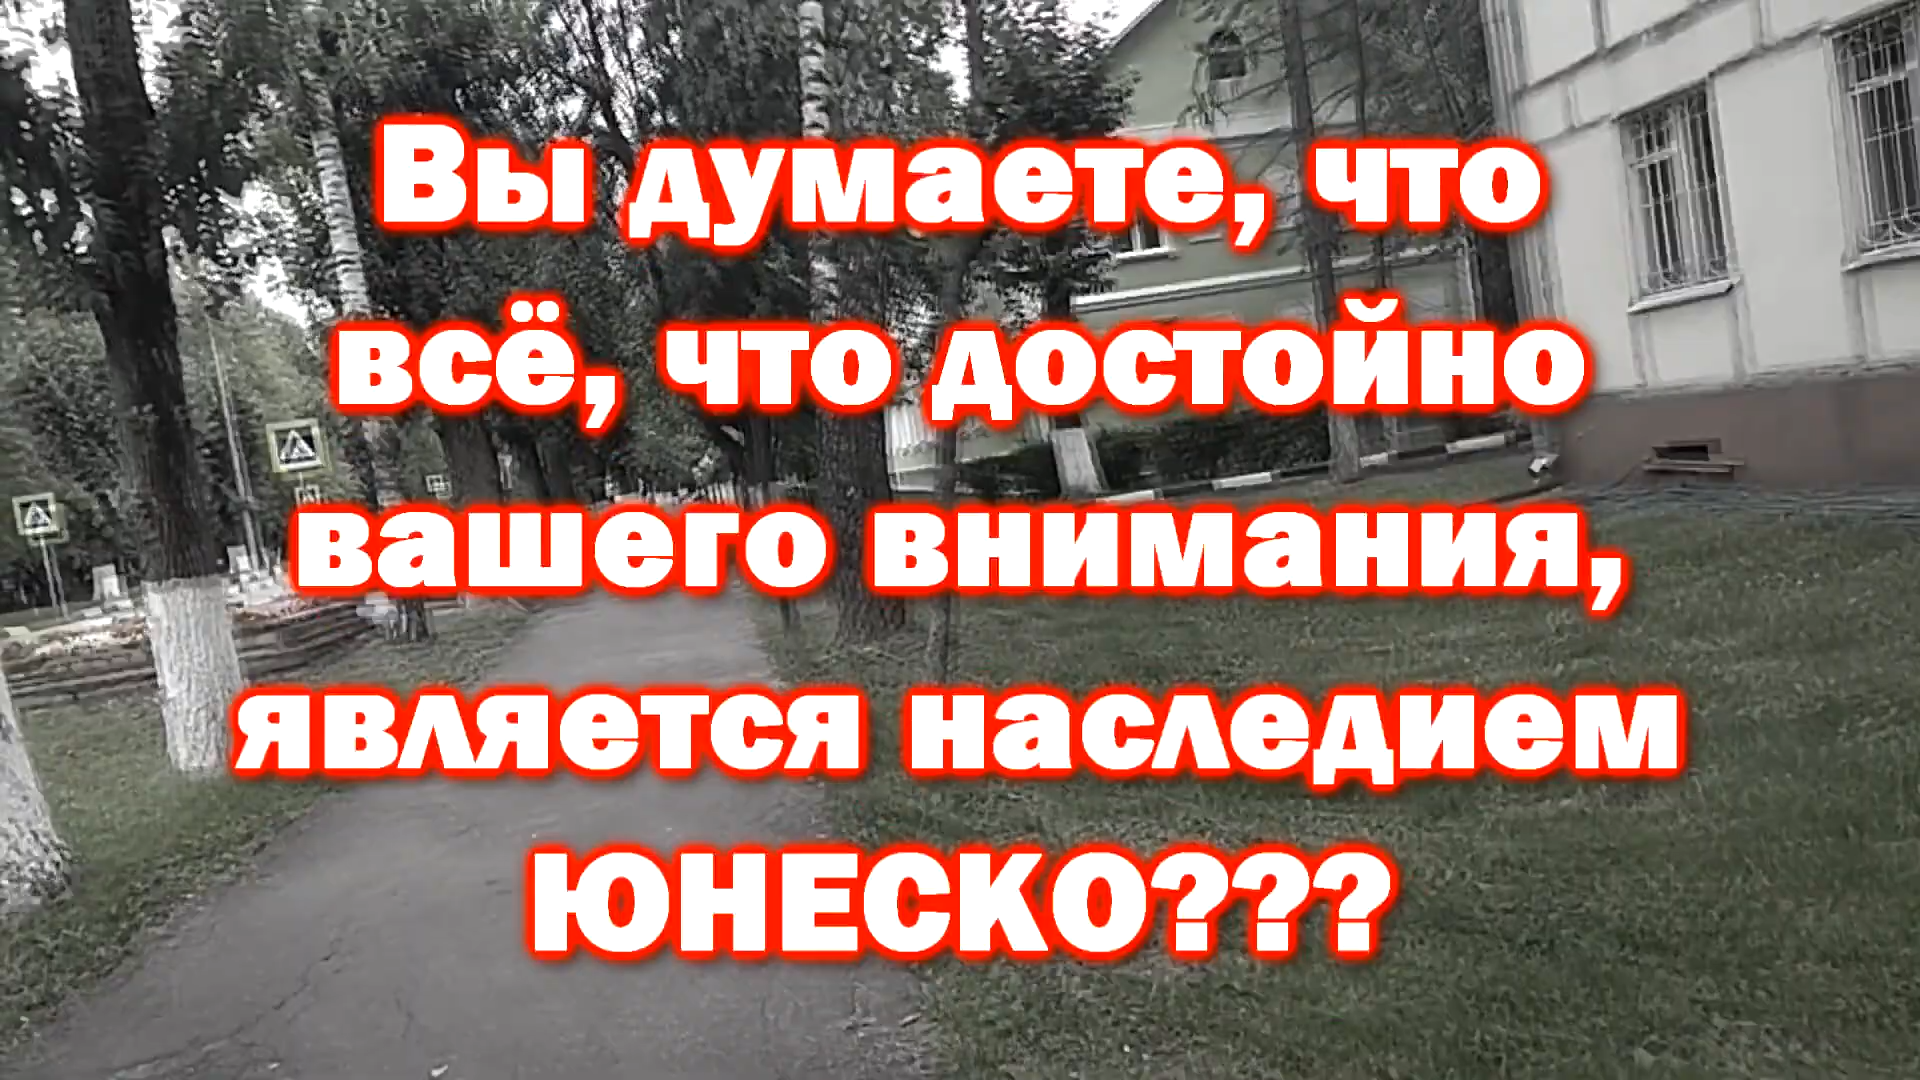 Вы думаете, что
всё, что достойно
вашего внимания,
является наследием
ЮНЕСКО???